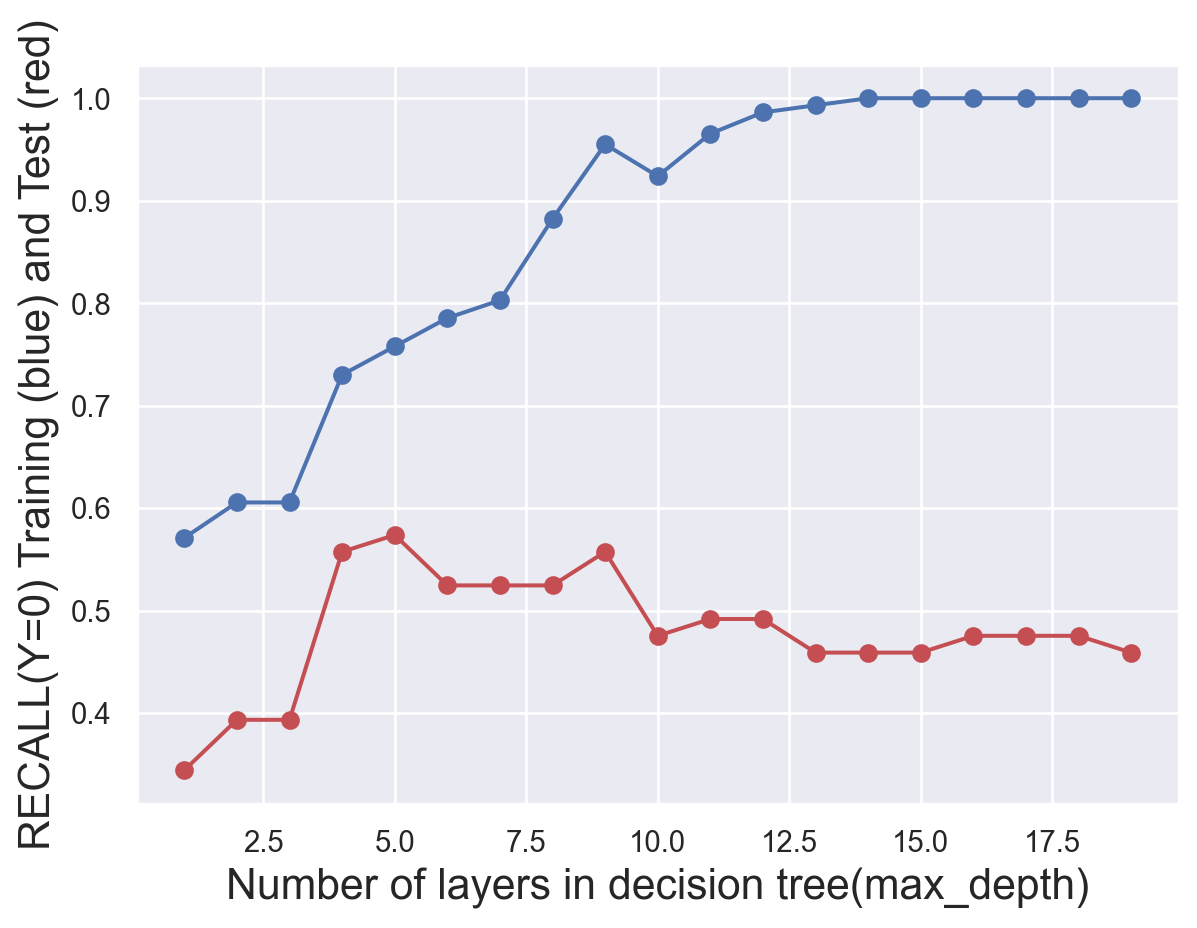 RECALL(Y=0) Training (blue) and Test (red)
1.0
0.9
0.8
0.7
0.6
0.5
0.4
2.5 5.0 7.5 10.0 12.5 15.0 17.5
Number of layers in decision tree(max_depth)